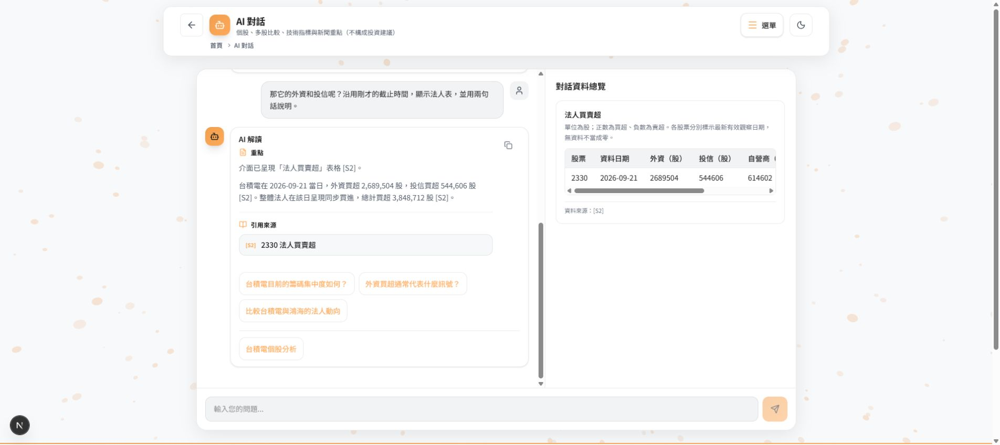 AI 對話
個股、多股比較、技術指標與新聞重點（不構成投資建議）
首頁 > AI 對話
選單
那它的外資和投信呢？沿用剛才的截止時間，顯示法人表，並用兩句
話說明。
AI 解讀
重點
介面已呈現「法人買賣超」表格 [S2]。
台積電在 2026-09-21 當日，外資買超 2,689,504 股，投信買超 544,606 股
[S2]。整體法人在該日呈現同步買進，總計買超 3,848,712 股 [S2]。
引用來源
[S2] 2330 法人買賣超
台積電目前的籌碼集中度如何？ 外資買超通常代表什麼訊號？
比較台積電與鴻海的法人動向
台積電個股分析
對話資料總覽
法人買賣超
單位為股；正數為買超、負數為賣超。各股票分別標示最新有效觀察日期，
無資料不當成零。
股票 資料日期 外資（股） 投信（股） 自營商（
2330 2026-09-21 2689504 544606 614602
資料來源：[S2]
輸入您的問題...
N